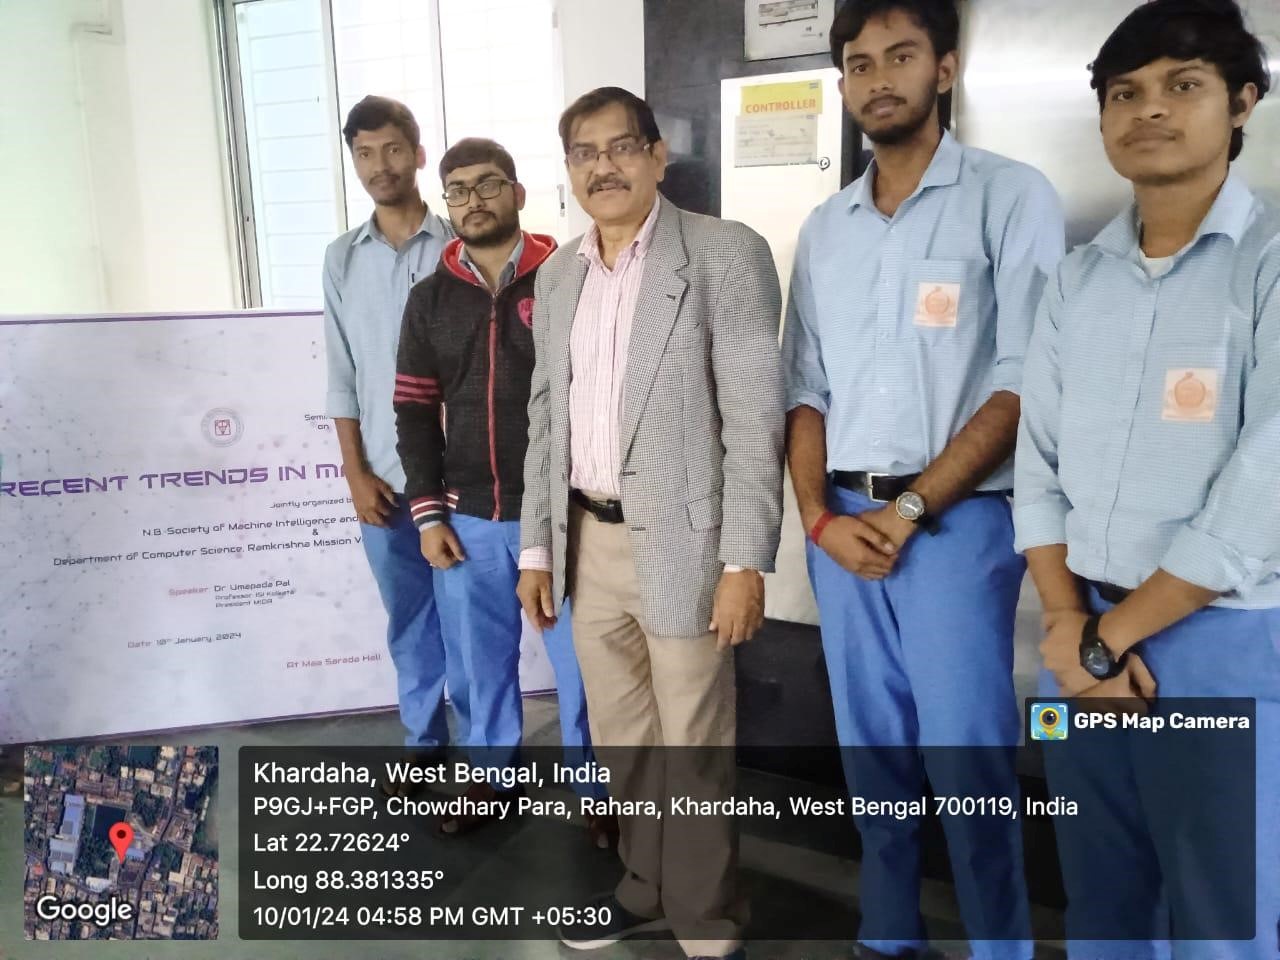 CONTROLLER
Semi
on
RECENT TRENDS IN MA
Jointly organized b
N.B. Society of Machine Intelligence and
&
Department of Computer Science, Ramkrishna Mission V
Speaker: Dr. Umapada Pal
Professor, ISI Kolkata
President MIDA
Date: 10th January, 2024
At Maa Sarada Hall
GPS Map Camera
Khardaha, West Bengal, India
P9GJ+FGP, Chowdhary Para, Rahara, Khardaha, West Bengal 700119, India
Lat 22.72624°
Long 88.381335°
10/01/24 04:58 PM GMT +05:30
Google